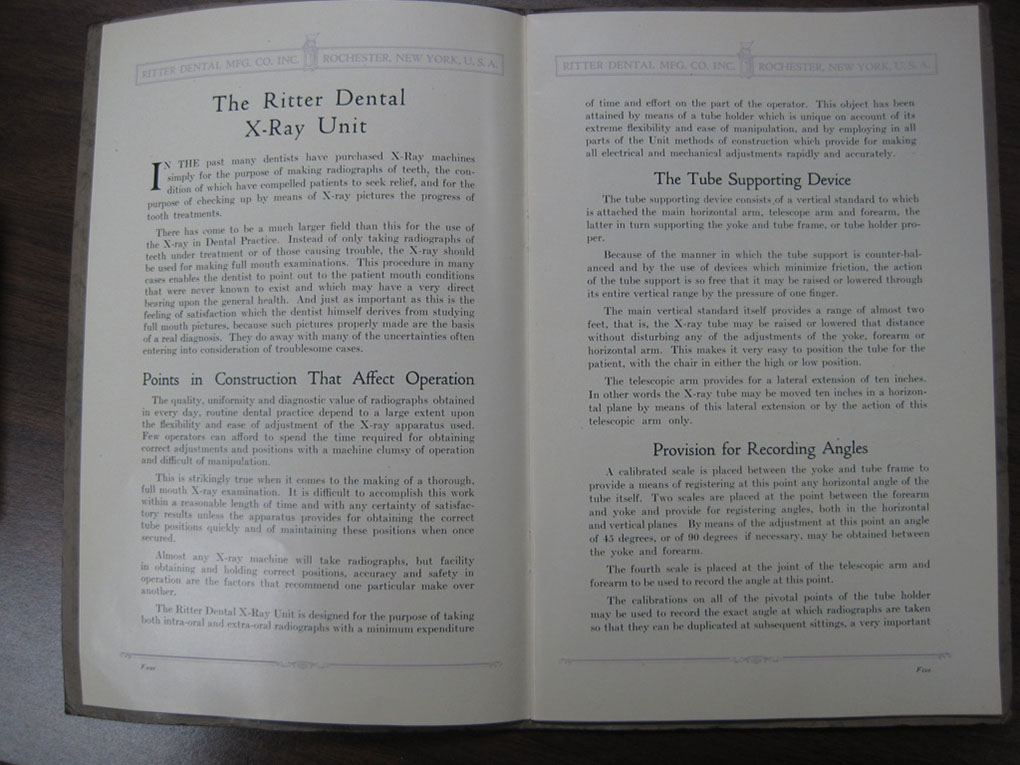 RITTER DENTAL MFG. CO. INC. ROCHESTER, NEW YORK, U. S. A.
The Ritter Dental
X-Ray Unit
IN THE past many dentists have purchased X-Ray machines
simply for the purpose of making radiographs of teeth, the con-
dition of which have compelled patients to seek relief, and for the
purpose of checking up by means of X-ray pictures the progress of
tooth treatments.
There has come to be a much larger field than this for the use of
the X-ray in Dental Practice. Instead of only taking radiographs of
teeth under treatment or of those causing trouble, the X-ray should
be used for making full mouth examinations. This procedure in many
cases enables the dentist to point out to the patient mouth conditions
that were never known to exist and which may have a very direct
bearing upon the general health. And just as important as this is the
feeling of satisfaction which the dentist himself derives from studying
full mouth pictures, because such pictures properly made are the basis
of a real diagnosis. They do away with many of the uncertainties often
entering into consideration of troublesome cases.
Points in Construction That Affect Operation
The quality, uniformity and diagnostic value of radiographs obtained
in every day, routine dental practice depend to a large extent upon
the flexibility and ease of adjustment of the X-ray apparatus used.
Few operators can afford to spend the time required for obtaining
correct adjustments and positions with a machine clumsy of operation
and difficult of manipulation.
This is strikingly true when it comes to the making of a thorough,
full mouth X-ray examination. It is difficult to accomplish this work
within a reasonable length of time and with any certainty of satisfac-
tory results unless the apparatus provides for obtaining the correct
tube positions quickly and of maintaining these positions when once
secured.
Almost any X-ray machine will take radiographs, but facility
in obtaining and holding correct positions, accuracy and safety in
operation are the factors that recommend one particular make over
another.
The Ritter Dental X-Ray Unit is designed for the purpose of taking
both intra-oral and extra-oral radiographs with a minimum expenditure
Four
RITTER DENTAL MFG. CO. INC. ROCHESTER, NEW YORK, U. S. A.
of time and effort on the part of the operator. This object has been
attained by means of a tube holder which is unique on account of its
extreme flexibility and ease of manipulation, and by employing in all
parts of the Unit methods of construction which provide for making
all electrical and mechanical adjustments rapidly and accurately.
The Tube Supporting Device
The tube supporting device consists of a vertical standard to which
is attached the main horizontal arm, telescope arm and forearm, the
latter in turn supporting the yoke and tube frame, or tube holder pro-
per.
Because of the manner in which the tube support is counter-bal-
anced and by the use of devices which minimize friction, the action
of the tube support is so free that it may be raised or lowered through
its entire vertical range by the pressure of one finger.
The main vertical standard itself provides a range of almost two
feet, that is, the X-ray tube may be raised or lowered that distance
without disturbing any of the adjustments of the yoke, forearm or
horizontal arm. This makes it very easy to position the tube for the
patient, with the chair in either the high or low position.
The telescopic arm provides for a lateral extension of ten inches.
In other words the X-ray tube may be moved ten inches in a horizon-
tal plane by means of this lateral extension or by the action of this
telescopic arm only.
Provision for Recording Angles
A calibrated scale is placed between the yoke and tube frame to
provide a means of registering at this point any horizontal angle of the
tube itself. Two scales are placed at the point between the forearm
and yoke and provide for registering angles, both in the horizontal
and vertical planes By means of the adjustment at this point an angle
of 45 degrees, or of 90 degrees if necessary, may be obtained between
the yoke and forearm.
The fourth scale is placed at the joint of the telescopic arm and
forearm to be used to record the angle at this point.
The calibrations on all of the pivotal points of the tube holder
may be used to record the exact angle at which radiographs are taken
so that they can be duplicated at subsequent sittings, a very important
Five